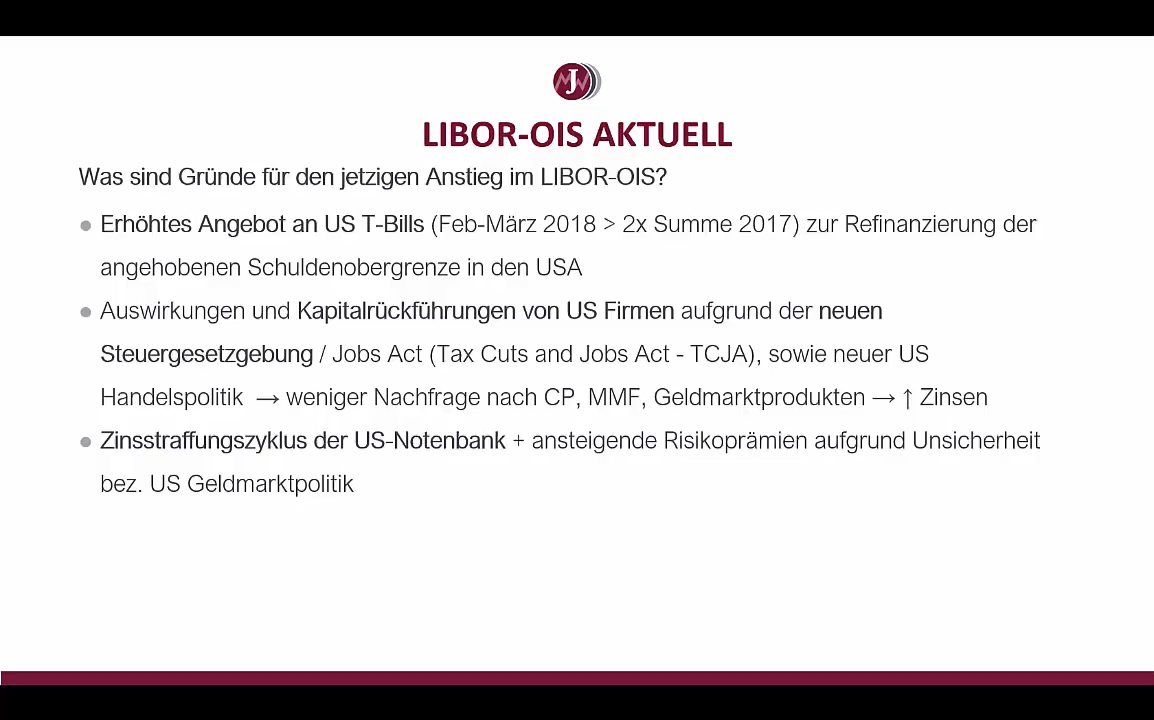 J
LIBOR-OIS AKTUELL
Was sind Gründe für den jetzigen Anstieg im LIBOR-OIS?
● Erhöhtes Angebot an US T-Bills (Feb-März 2018 > 2x Summe 2017) zur Refinanzierung der
angehobenen Schuldenobergrenze in den USA
● Auswirkungen und Kapitalrückführungen von US Firmen aufgrund der neuen
Steuergesetzgebung / Jobs Act (Tax Cuts and Jobs Act - TCJA), sowie neuer US
Handelspolitik → weniger Nachfrage nach CP, MMF, Geldmarktprodukten → ↑ Zinsen
● Zinsstraffungszyklus der US-Notenbank + ansteigende Risikoprämien aufgrund Unsicherheit
bez. US Geldmarktpolitik